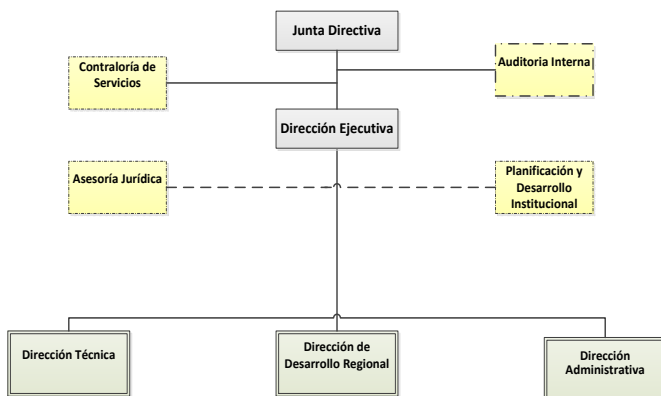 Junta Directiva
Contraloría de
Servicios
Auditoria Interna
Dirección Ejecutiva
Asesoría Jurídica
Planificación y
Desarrollo
Institucional
Dirección Técnica
Dirección de
Desarrollo Regional
Dirección
Administrativa